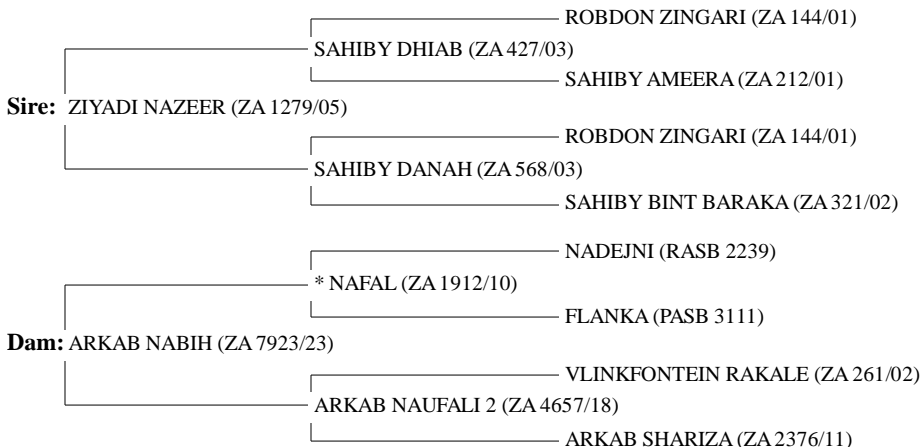 ROBDON ZINGARI (ZA 144/01)
SAHIBY DHIAB (ZA 427/03)
SAHIBY AMEERA (ZA 212/01)
Sire: ZIYADI NAZEER (ZA 1279/05)
ROBDON ZINGARI (ZA 144/01)
SAHIBY DANAH (ZA 568/03)
SAHIBY BINT BARAKA (ZA 321/02)
NADEJNI (RASB 2239)
* NAFAL (ZA 1912/10)
FLANKA (PASB 3111)
Dam: ARKAB NABIH (ZA 7923/23)
VLINKFONTEIN RAKALE (ZA 261/02)
ARKAB NAUFALI 2 (ZA 4657/18)
ARKAB SHARIZA (ZA 2376/11)